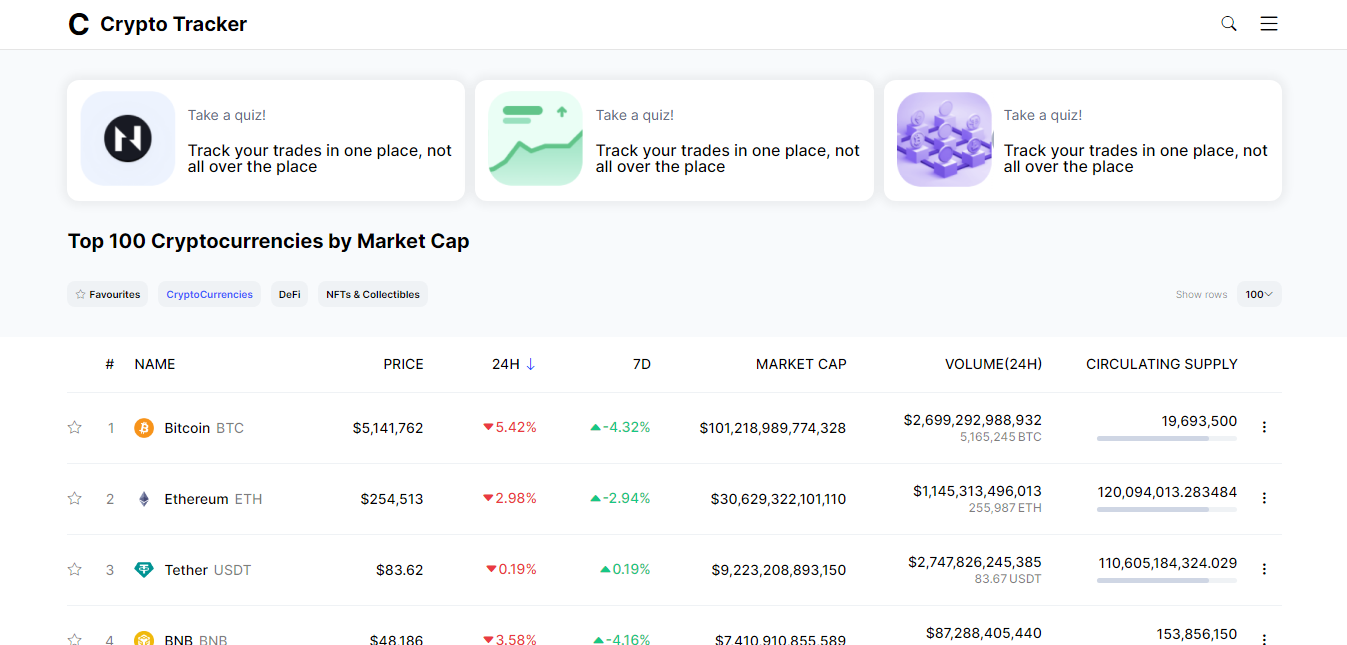 C Crypto Tracker
Take a quiz!
Track your trades in one place, not
all over the place
Take a quiz!
Track your trades in one place, not
all over the place
Take a quiz!
Track your trades in one place, not
all over the place
Top 100 Cryptocurrencies by Market Cap
Favourites CryptoCurrencies DeFi NFTs & Collectibles Show rows 100
# NAME PRICE 24H ↓ 7D MARKET CAP VOLUME(24H) CIRCULATING SUPPLY
1 Bitcoin BTC $5,141,762 ▼5.42% ▲-4.32% $101,218,989,774,328 $2,699,292,988,932 19,693,500
5,165,245 BTC
2 Ethereum ETH $254,513 ▼2.98% ▲-2.94% $30,629,322,101,110 $1,145,313,496,013 120,094,013.283484
255,987 ETH
3 Tether USDT $83.62 ▼0.19% ▲0.19% $9,223,208,893,150 $2,747,826,245,385 110,605,184,324.029
83.67 USDT
4 BNB BNB $48,186 ▼3.58% ▲-4.16% $7,410,910,855,589 $87,288,405,440 153,856,150